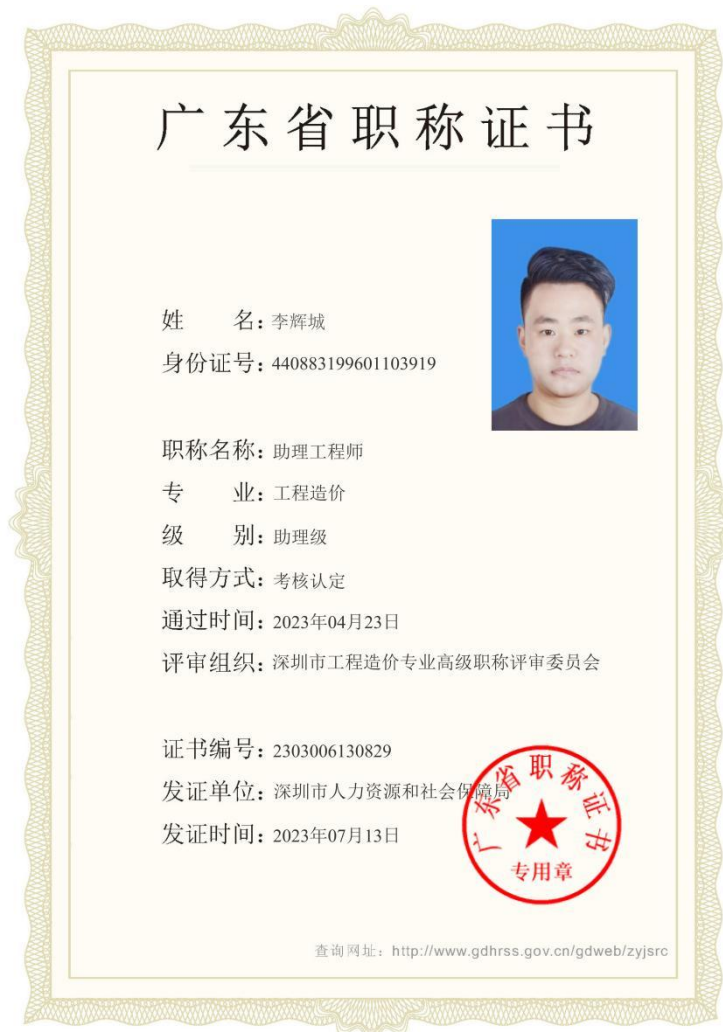 广东省职称证书
姓 名：李辉城
身份证号：440883199601103919
职称名称：助理工程师
专 业：工程造价
级 别：助理级
取得方式：考核认定
通过时间：2023年04月23日
评审组织：深圳市工程造价专业高级职称评审委员会
证书编号：2303006130829
发证单位：深圳市人力资源和社会保障局
发证时间：2023年07月13日
广东省职称证书
专用章
查询网址：http://www.gdhrss.gov.cn/gdweb/zyjsrc